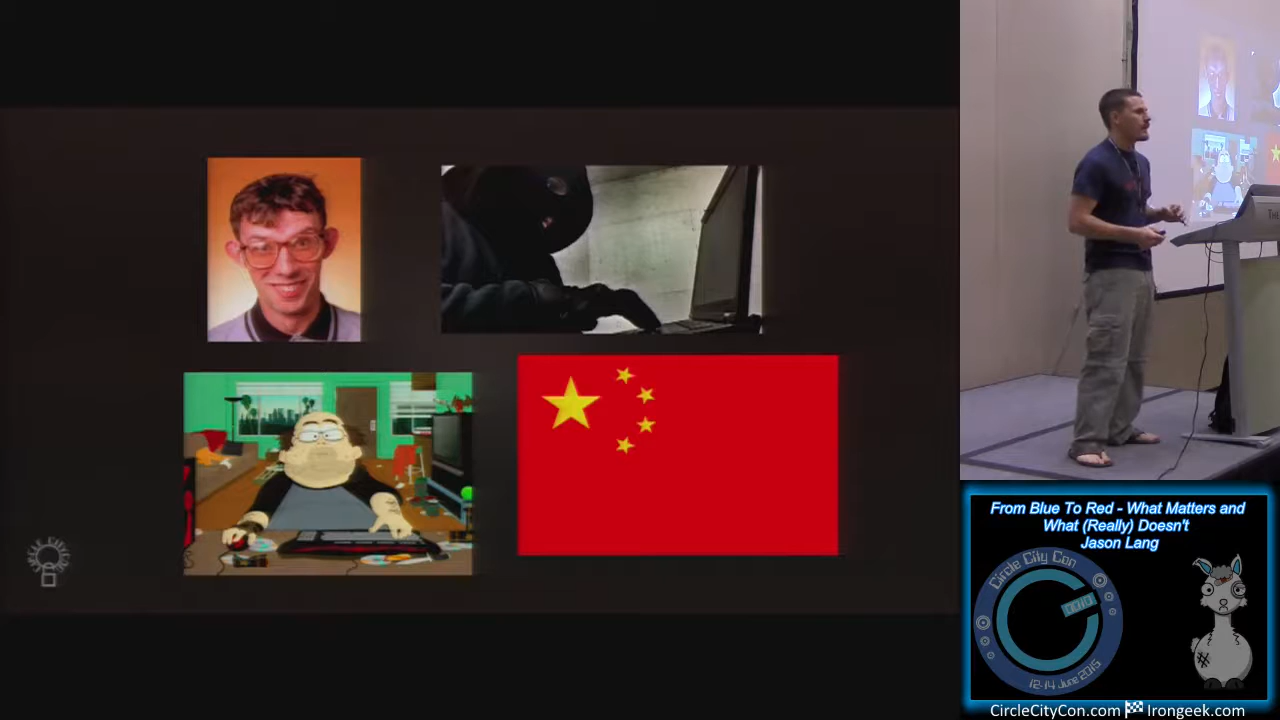 From Blue To Red - What Matters and
What (Really) Doesn't
Jason Lang
Circle City Con
12-14 June 2015
CircleCityCon.com Irongeek.com